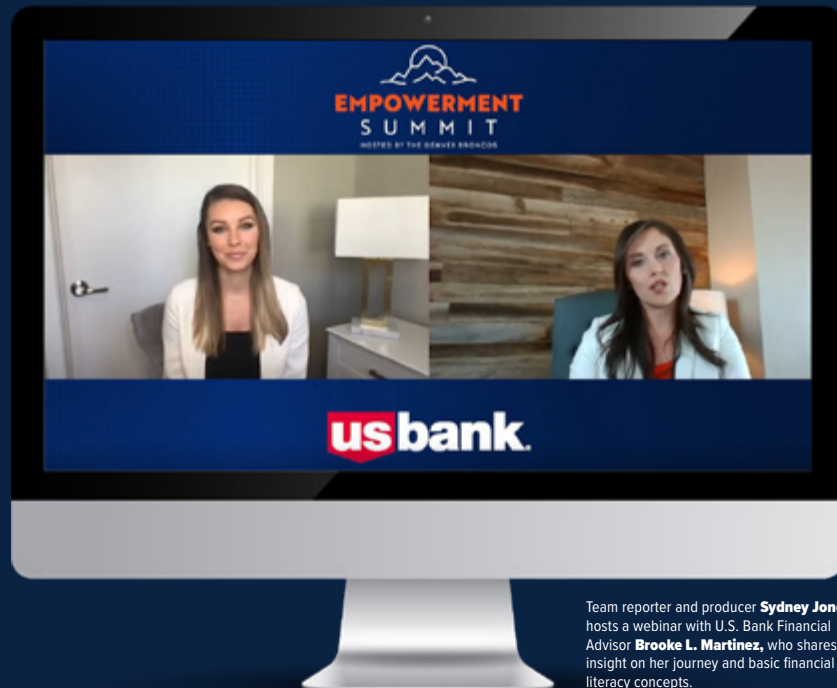 EMPOWERMENT
SUMMIT
HOSTED BY THE DENVER BRONCOS
usbank.
Team reporter and producer Sydney Jon
hosts a webinar with U.S. Bank Financial
Advisor Brooke L. Martinez, who shares
insight on her journey and basic financial
literacy concepts.